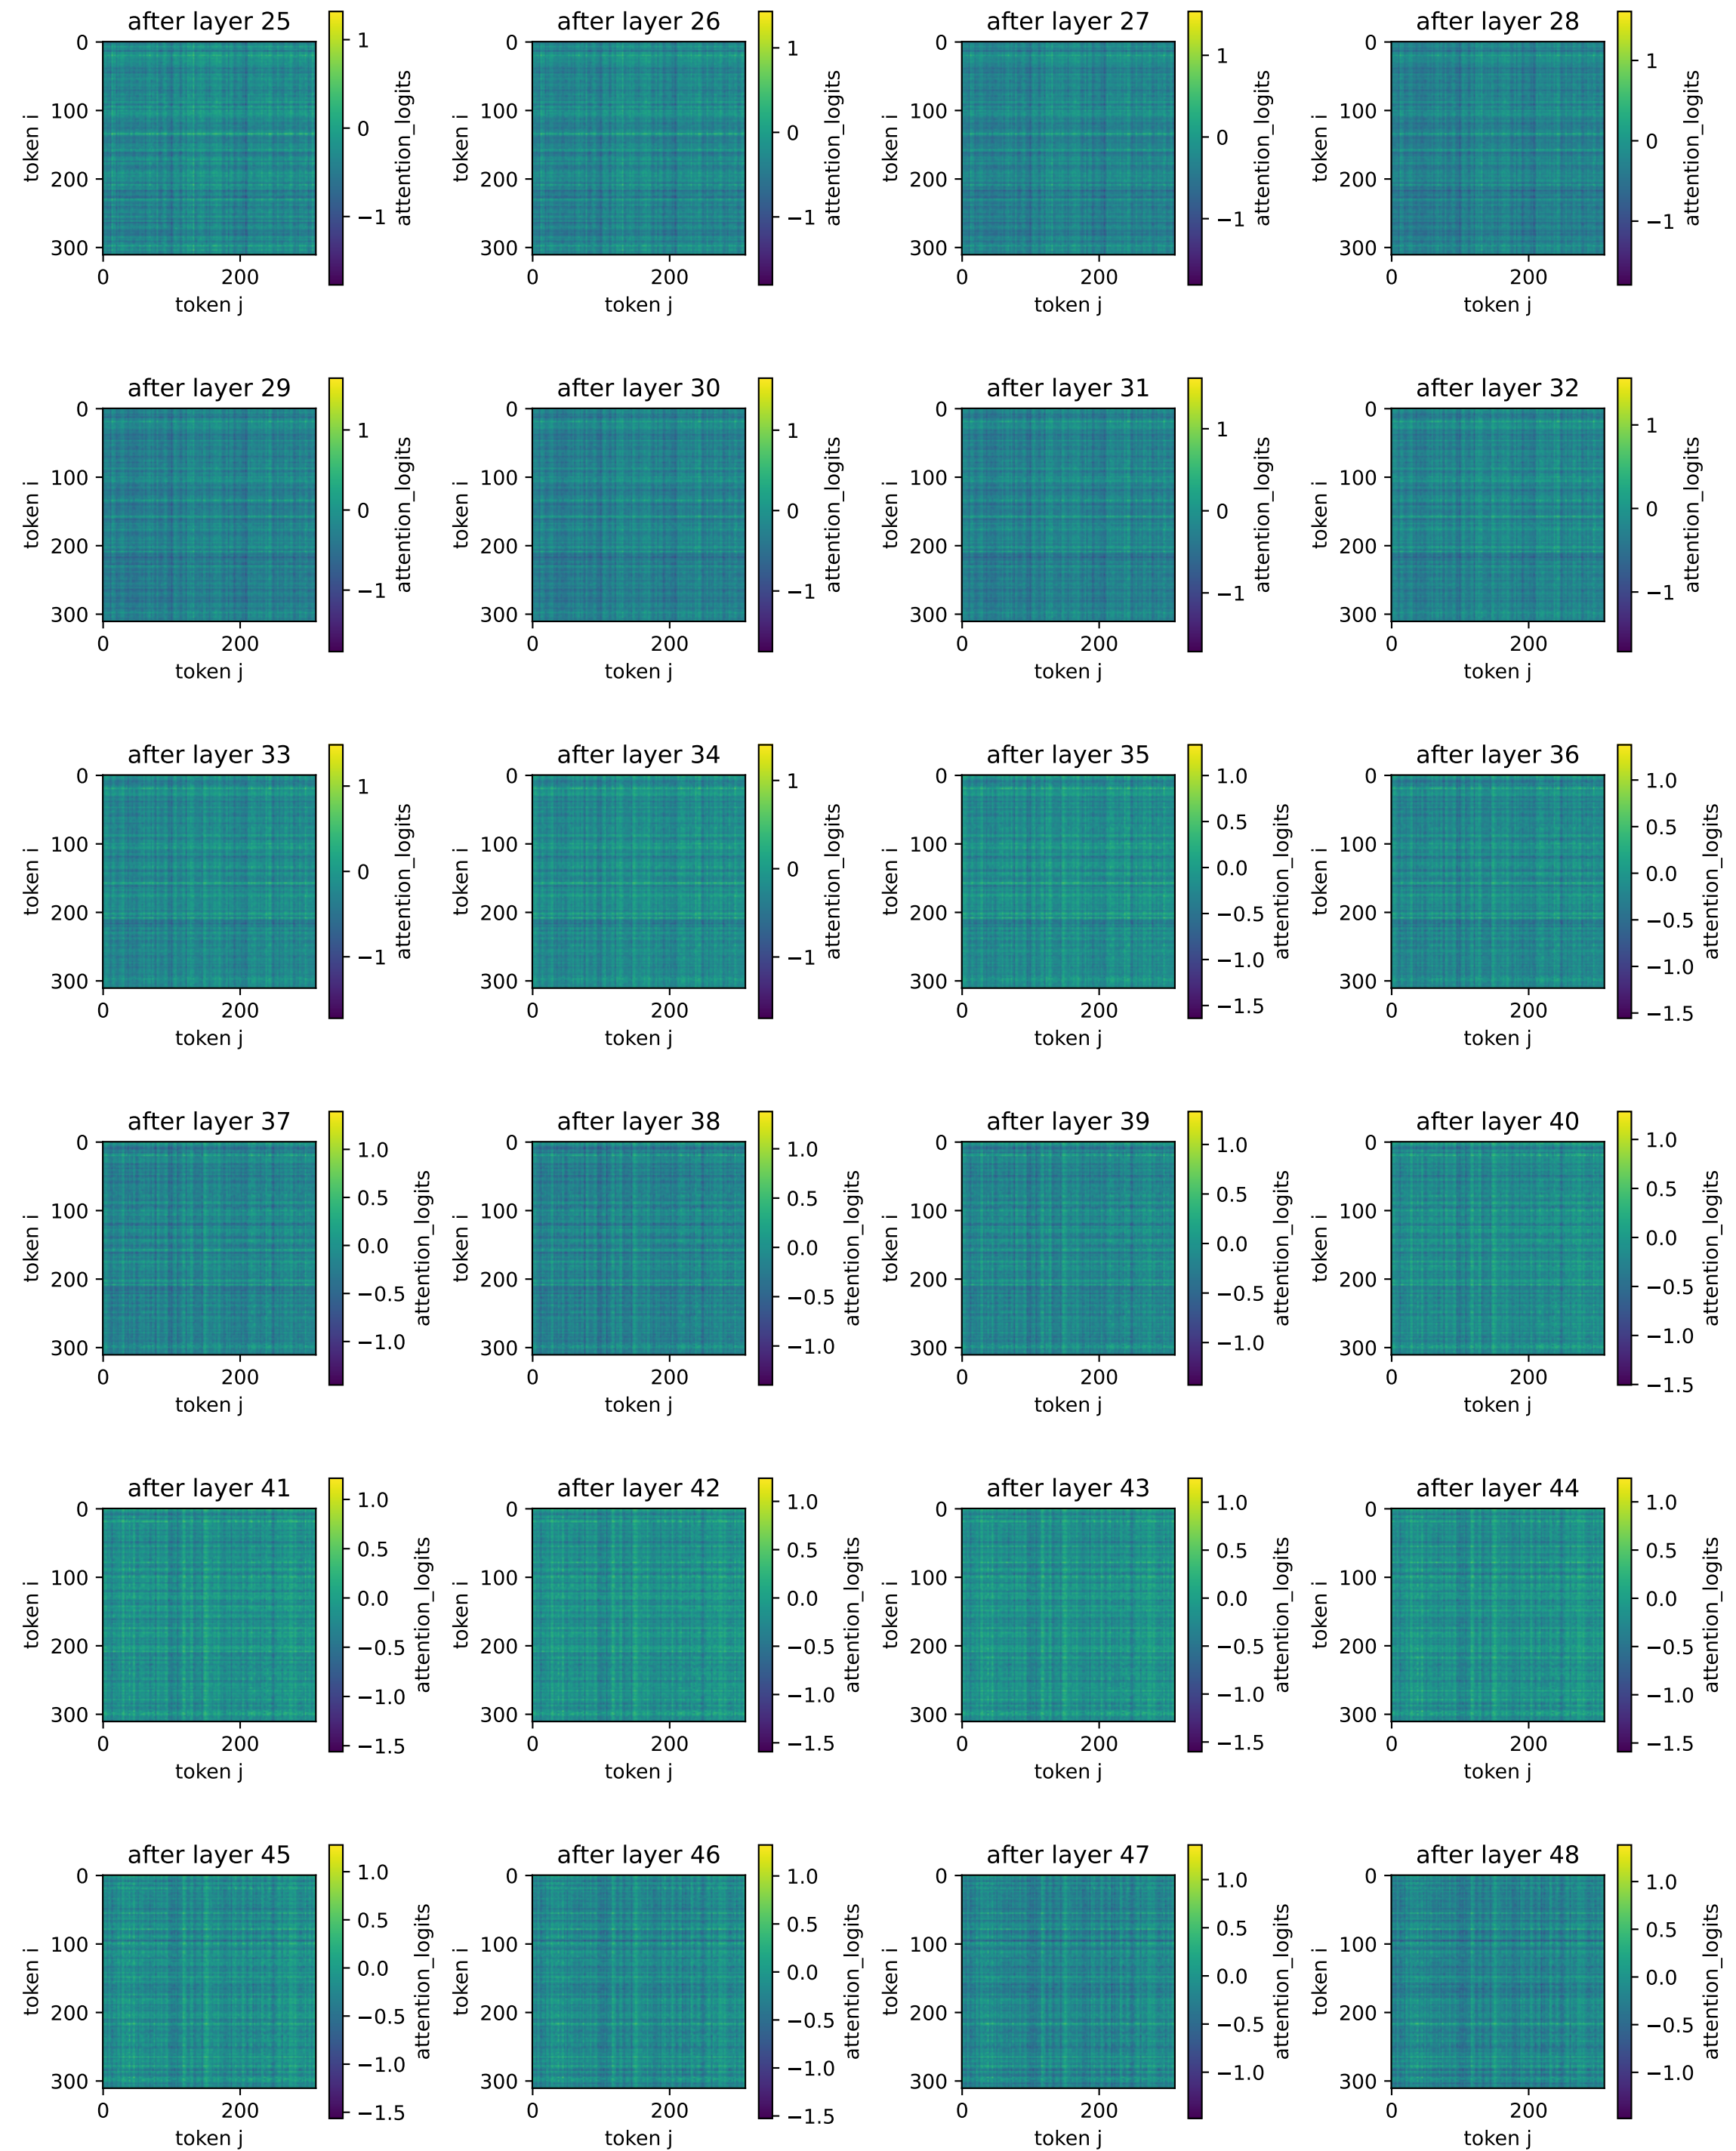 after layer 25
after layer 26
after layer 27
after layer 28
0
100
200
300
token i
0
200
token j
1
0
−1
attention_logits
0
100
200
300
token i
0
200
token j
1
0
−1
attention_logits
0
100
200
300
token i
0
200
token j
1
0
−1
attention_logits
0
100
200
300
token i
0
200
token j
1
0
−1
attention_logits
after layer 29
after layer 30
after layer 31
after layer 32
0
100
200
300
token i
0
200
token j
1
0
−1
attention_logits
0
100
200
300
token i
0
200
token j
1
0
−1
attention_logits
0
100
200
300
token i
0
200
token j
1
0
−1
attention_logits
0
100
200
300
token i
0
200
token j
1
0
−1
attention_logits
after layer 33
after layer 34
after layer 35
after layer 36
0
100
200
300
token i
0
200
token j
1
0
−1
attention_logits
0
100
200
300
token i
0
200
token j
1
0
−1
attention_logits
0
100
200
300
token i
0
200
token j
1.0
0.5
0.0
−0.5
−1.0
−1.5
attention_logits
0
100
200
300
token i
0
200
token j
1.0
0.5
0.0
−0.5
−1.0
−1.5
attention_logits
after layer 37
after layer 38
after layer 39
after layer 40
0
100
200
300
token i
0
200
token j
1.0
0.5
0.0
−0.5
−1.0
attention_logits
0
100
200
300
token i
0
200
token j
1.0
0.5
0.0
−0.5
−1.0
attention_logits
0
100
200
300
token i
0
200
token j
1.0
0.5
0.0
−0.5
−1.0
attention_logits
0
100
200
300
token i
0
200
token j
1.0
0.5
0.0
−0.5
−1.0
−1.5
attention_logits
after layer 41
after layer 42
after layer 43
after layer 44
0
100
200
300
token i
0
200
token j
1.0
0.5
0.0
−0.5
−1.0
−1.5
attention_logits
0
100
200
300
token i
0
200
token j
1.0
0.5
0.0
−0.5
−1.0
−1.5
attention_logits
0
100
200
300
token i
0
200
token j
1.0
0.5
0.0
−0.5
−1.0
−1.5
attention_logits
0
100
200
300
token i
0
200
token j
1.0
0.5
0.0
−0.5
−1.0
−1.5
attention_logits
after layer 45
after layer 46
after layer 47
after layer 48
0
100
200
300
token i
0
200
token j
1.0
0.5
0.0
−0.5
−1.0
−1.5
attention_logits
0
100
200
300
token i
0
200
token j
1.0
0.5
0.0
−0.5
−1.0
−1.5
attention_logits
0
100
200
300
token i
0
200
token j
1.0
0.5
0.0
−0.5
−1.0
attention_logits
0
100
200
300
token i
0
200
token j
1.0
0.5
0.0
−0.5
−1.0
attention_logits